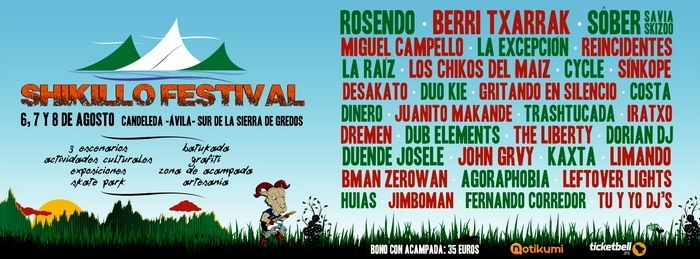 SHIKILLO FESTIVAL
6, 7 Y 8 DE AGOSTO CANDELEDA -ÁVILA- SUR DE LA SIERRA DE GREDOS
3 escenarios
actividades culturales
exposiciones
skate park
batukada
grafiti
zona de acampada
artesanía
ROSENDO · BERRI TXARRAK · SÔBER SAVIA SKIZOO
MIGUEL CAMPELLO · LA EXCEPCIÓN · REINCIDENTES
LA RAÍZ · LOS CHIKOS DEL MAIZ · CYCLE · SÍNKOPE
DESAKATO · DUO KIE · GRITANDO EN SILENCIO · COSTA
DINERO · JUANITO MAKANDE · TRASHTUCADA · IRATXO
DREMEN · DUB ELEMENTS · THE LIBERTY · DORIAN DJ
DUENDE JOSELE · JOHN GRVY · KAXTA · LIMANDO
BMAN ZEROWAN · AGORAPHOBIA · LEFTOVER LIGHTS
HUIAS · JIMBOMAN · FERNANDO CORREDOR · TU Y YO DJ'S
BONO CON ACAMPADA: 35 EUROS
notikumi
ticketbell.es